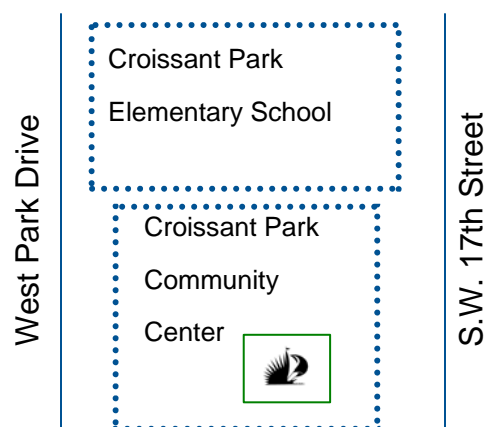 Croissant Park
Elementary School
West Park Drive
S.W. 17th Street
Croissant Park
Community
Center